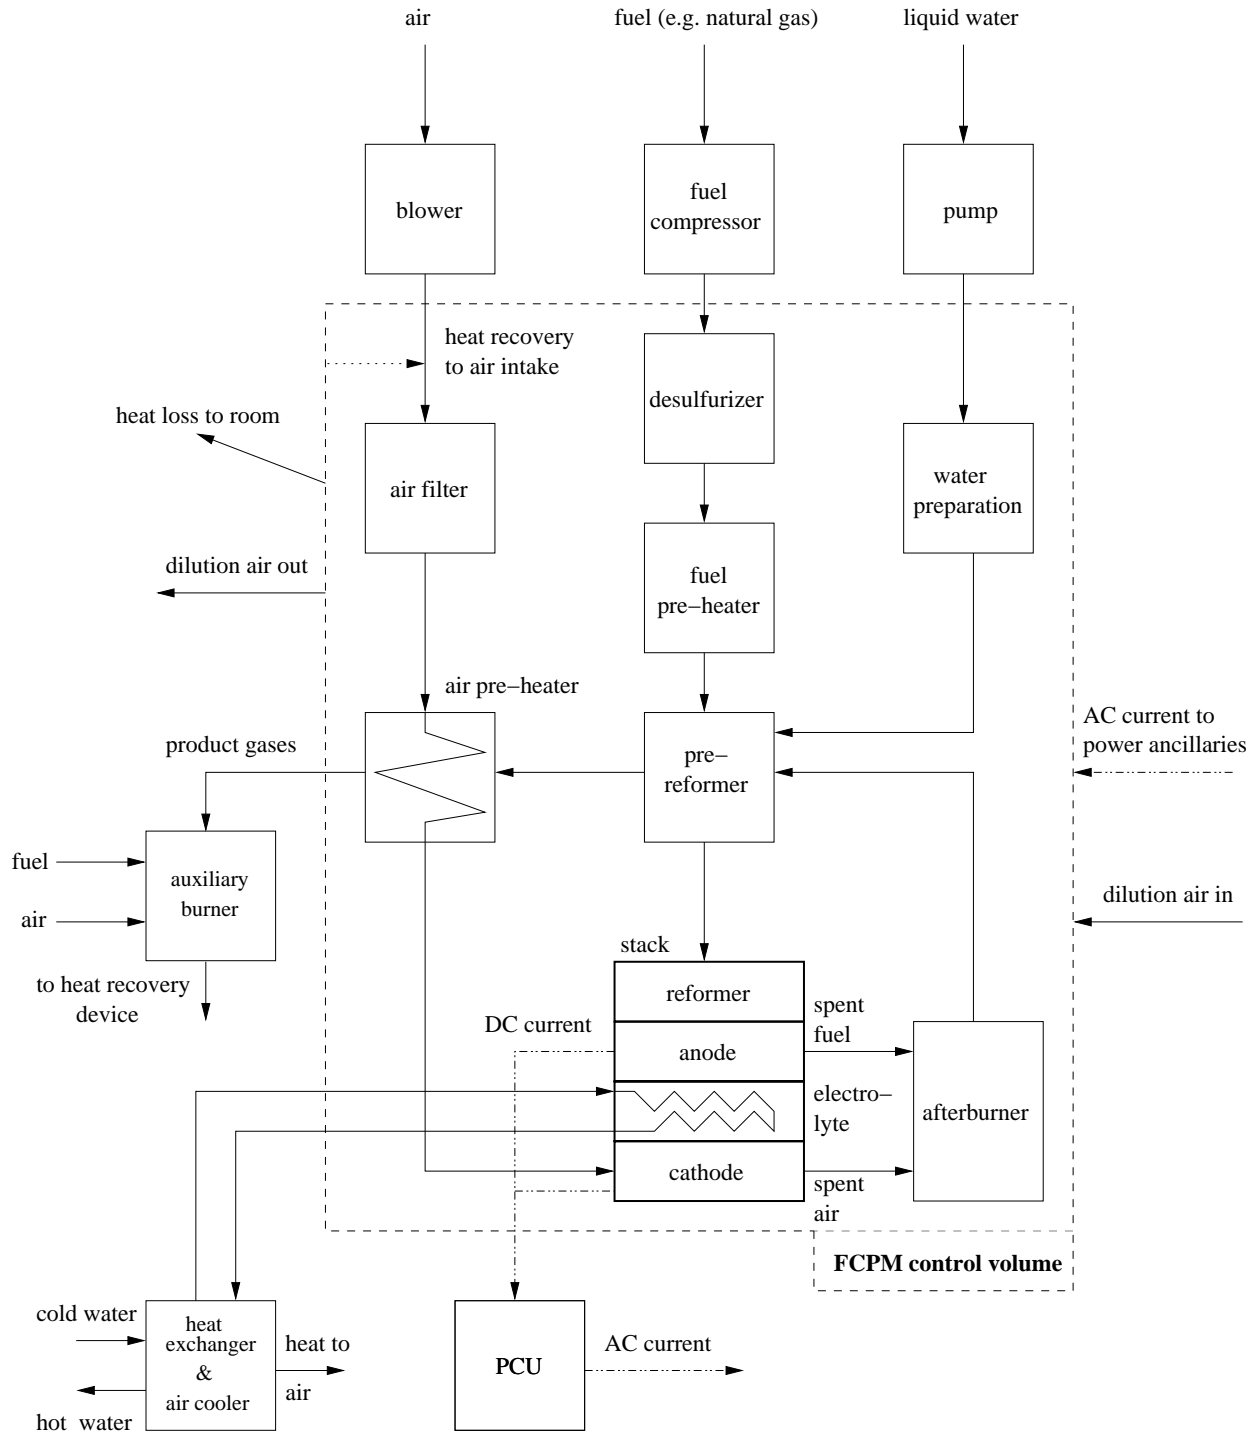 air
fuel (e.g. natural gas)
liquid water
blower
fuel
compressor
pump
heat recovery
to air intake
desulfurizer
heat loss to room
air filter
water
preparation
dilution air out
fuel
pre−heater
air pre−heater
AC current to
power ancillaries
product gases
pre−
reformer
fuel
auxiliary
burner
air
dilution air in
stack
to heat recovery
device
reformer
spent
fuel
DC current
anode
electro−
lyte
afterburner
cathode
spent
air
FCPM control volume
cold water
heat
exchanger
&
air cooler
heat to
air
hot water
PCU
AC current